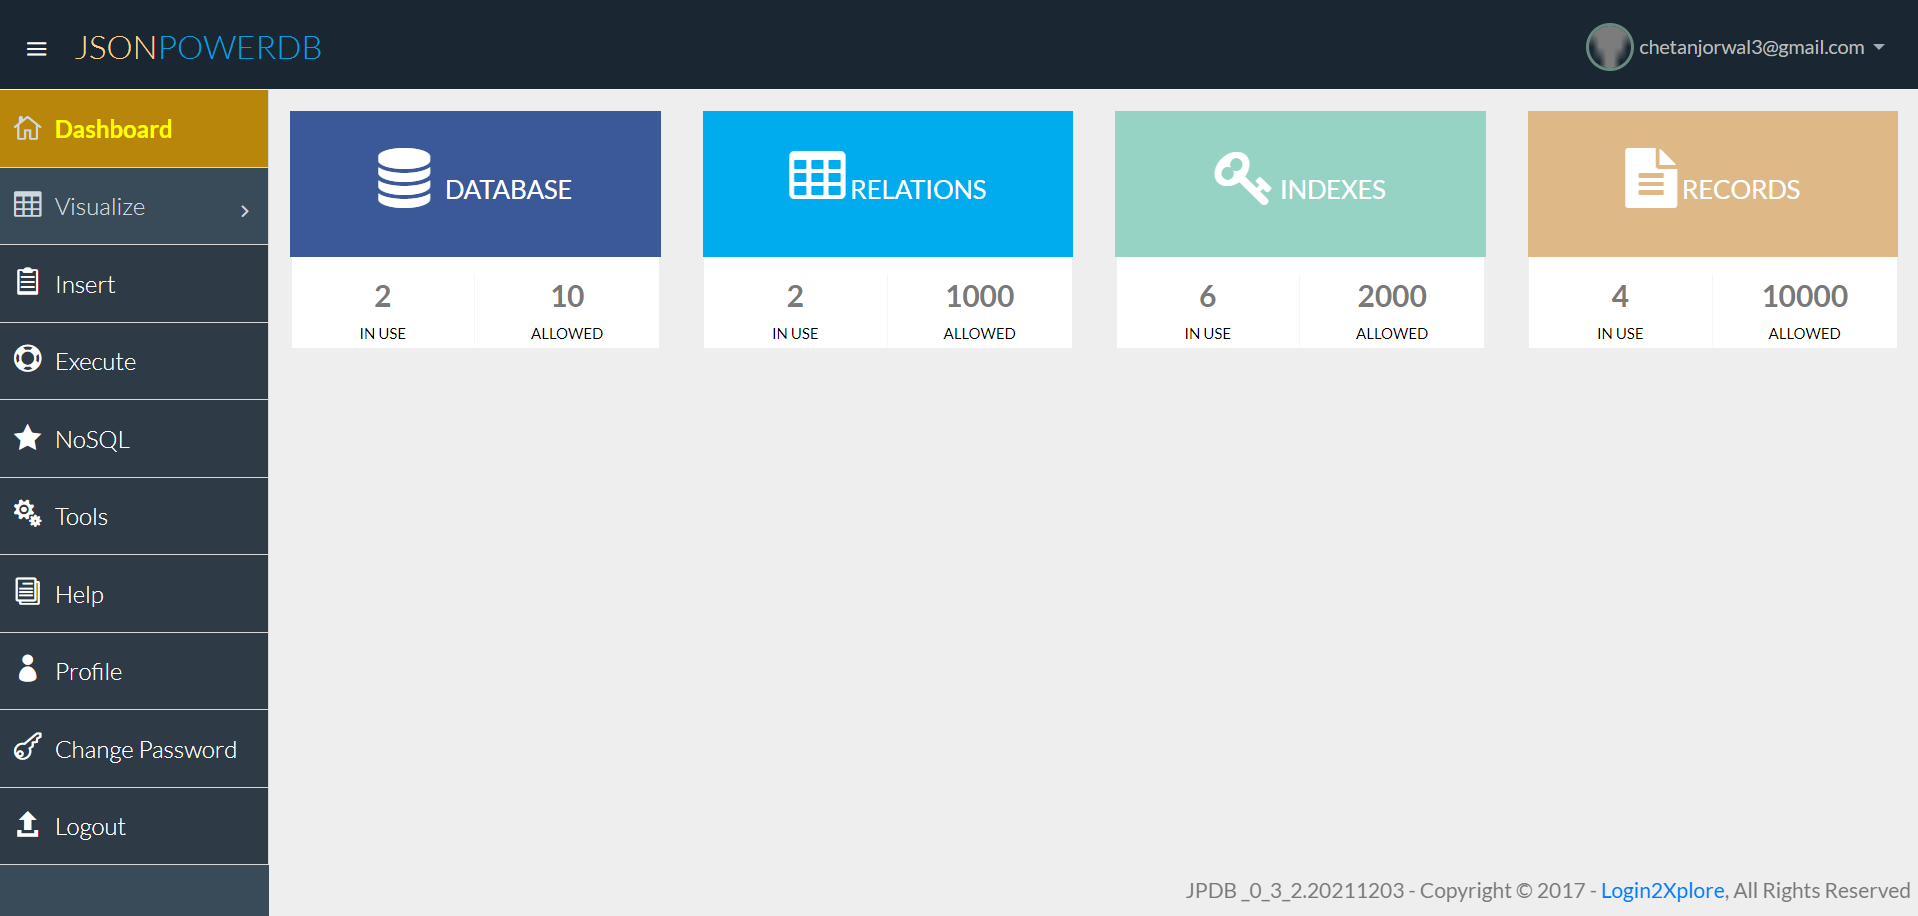 JSONPOWERDB
chetanjorwal3@gmail.com
Dashboard
Visualize
Insert
Execute
NoSQL
Tools
Help
Profile
Change Password
Logout
DATABASE
2
10
IN USE
ALLOWED
RELATIONS
2
1000
IN USE
ALLOWED
INDEXES
6
2000
IN USE
ALLOWED
RECORDS
4
10000
IN USE
ALLOWED
JPDB _0_3_2.20211203 - Copyright © 2017 - Login2Xplore, All Rights Reserved